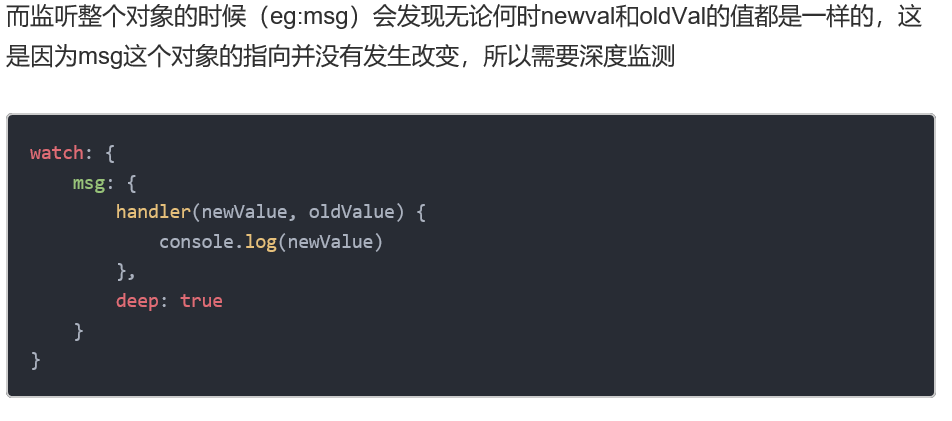 而监听整个对象的时候（eg:msg）会发现无论何时newval和oldVal的值都是一样的，这
是因为msg这个对象的指向并没有发生改变，所以需要深度监测
watch: {
    msg: {
        handler(newValue, oldValue) {
            console.log(newValue)
        },
        deep: true
    }
}